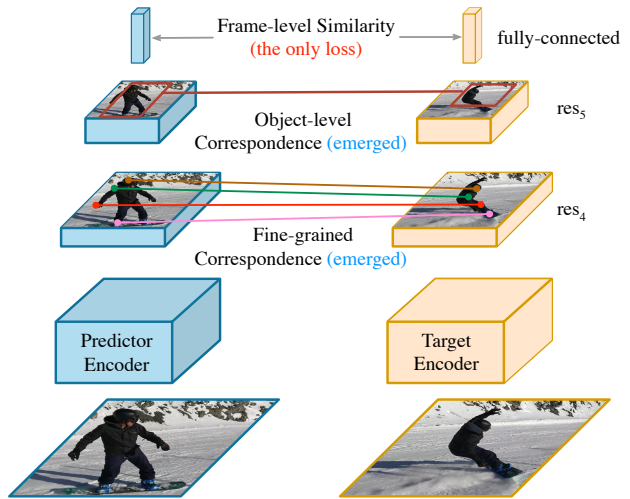 Frame-level Similarity
(the only loss)
fully-connected
res5
Object-level
Correspondence (emerged)
res4
Fine-grained
Correspondence (emerged)
Predictor
Encoder
Target
Encoder